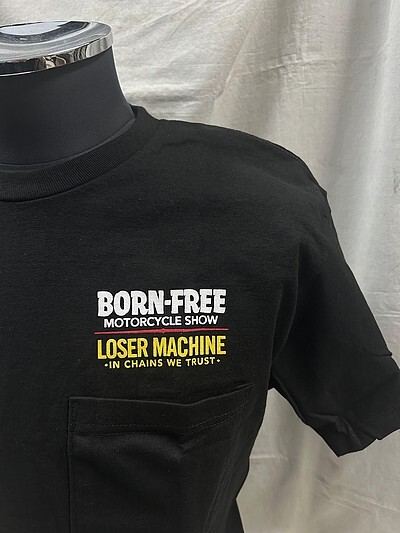 BORN-FREE
MOTORCYCLE SHOW
LOSER MACHINE
·IN CHAINS WE TRUST·